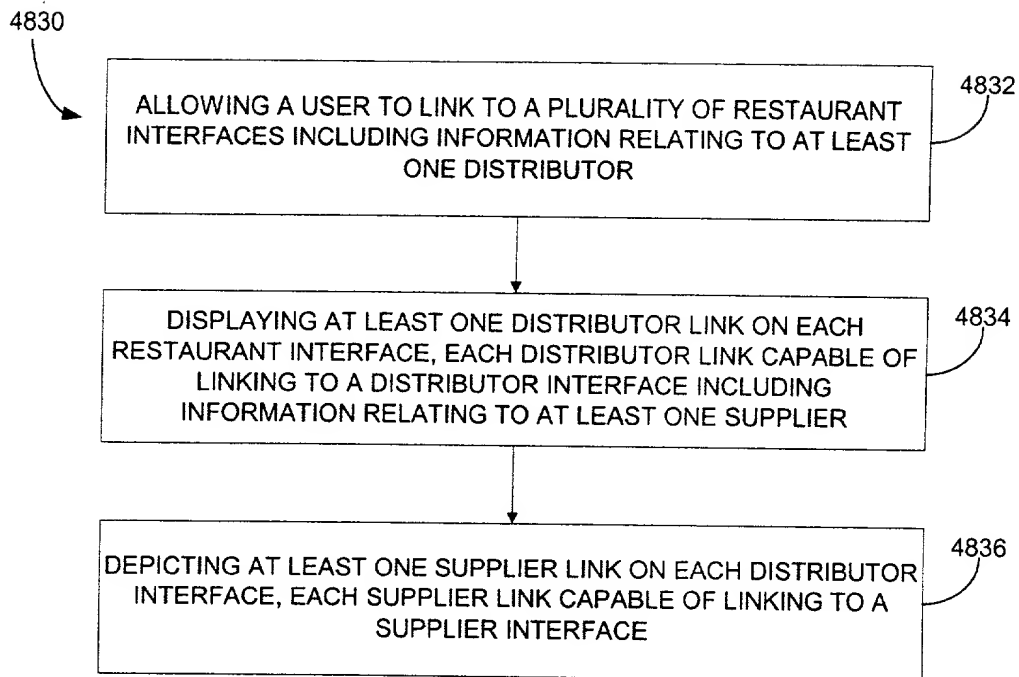 4830
ALLOWING A USER TO LINK TO A PLURALITY OF RESTAURANT
INTERFACES INCLUDING INFORMATION RELATING TO AT LEAST
ONE DISTRIBUTOR
4832
DISPLAYING AT LEAST ONE DISTRIBUTOR LINK ON EACH
RESTAURANT INTERFACE, EACH DISTRIBUTOR LINK CAPABLE OF
LINKING TO A DISTRIBUTOR INTERFACE INCLUDING
INFORMATION RELATING TO AT LEAST ONE SUPPLIER
4834
DEPICTING AT LEAST ONE SUPPLIER LINK ON EACH DISTRIBUTOR
INTERFACE, EACH SUPPLIER LINK CAPABLE OF LINKING TO A
SUPPLIER INTERFACE
4836